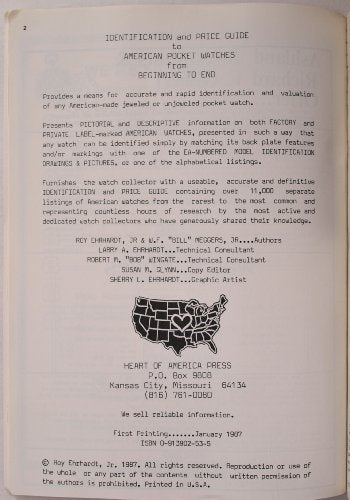 2
IDENTIFICATION and PRICE GUIDE
to
AMERICAN POCKET WATCHES
from
BEGINNING TO END
Provides a means for accurate and rapid identification and valuation
of any American-made jeweled or unjeweled pocket watch.
Presents PICTORIAL and DESCRIPTIVE information on both FACTORY and
PRIVATE LABEL-marked AMERICAN WATCHES, presented in such a way that
any watch can be identified simply by matching its back plate features
and/or markings with one of the EA-NUMBERED MODEL IDENTIFICATION
DRAWINGS & PICTURES, or one of the alphabetical listings.
Furnishes the watch collector with a useable, accurate and definitive
IDENTIFICATION and PRICE GUIDE containing over 11,000 separate
listings of American watches from the rarest to the most common and
representing countless hours of research by the most active and
dedicated watch collectors who have generously shared their knowledge.
ROY EHRHARDT, JR & W.F. "BILL" MEGGERS, JR....Authors
LARRY A. EHRHARDT...Technical Consultant
ROBERT M. "BOB" WINGATE...Technical Consultant
SUSAN M. GLYNN...Copy Editor
SHERRY L. EHRHARDT...Graphic Artist
HEART OF AMERICA PRESS
P.O. Box 9808
Kansas City, Missouri 64134
(816) 761-0080
We sell reliable information.
First Printing.......January 1987
ISBN 0-913902-53-5
© Roy Ehrhardt, Jr. 1987. All rights reserved. Reproduction or use of
the whole or any part of the contents without written permission of
the authors is prohibited. Printed in U.S.A.